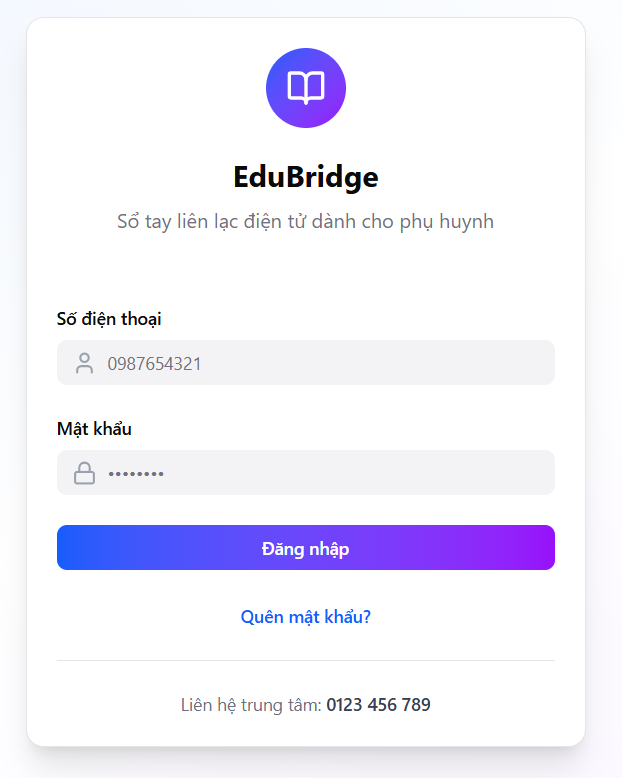 EduBridge
Sổ tay liên lạc điện tử dành cho phụ huynh
Số điện thoại
0987654321
Mật khẩu
••••••••
Đăng nhập
Quên mật khẩu?
Liên hệ trung tâm: 0123 456 789